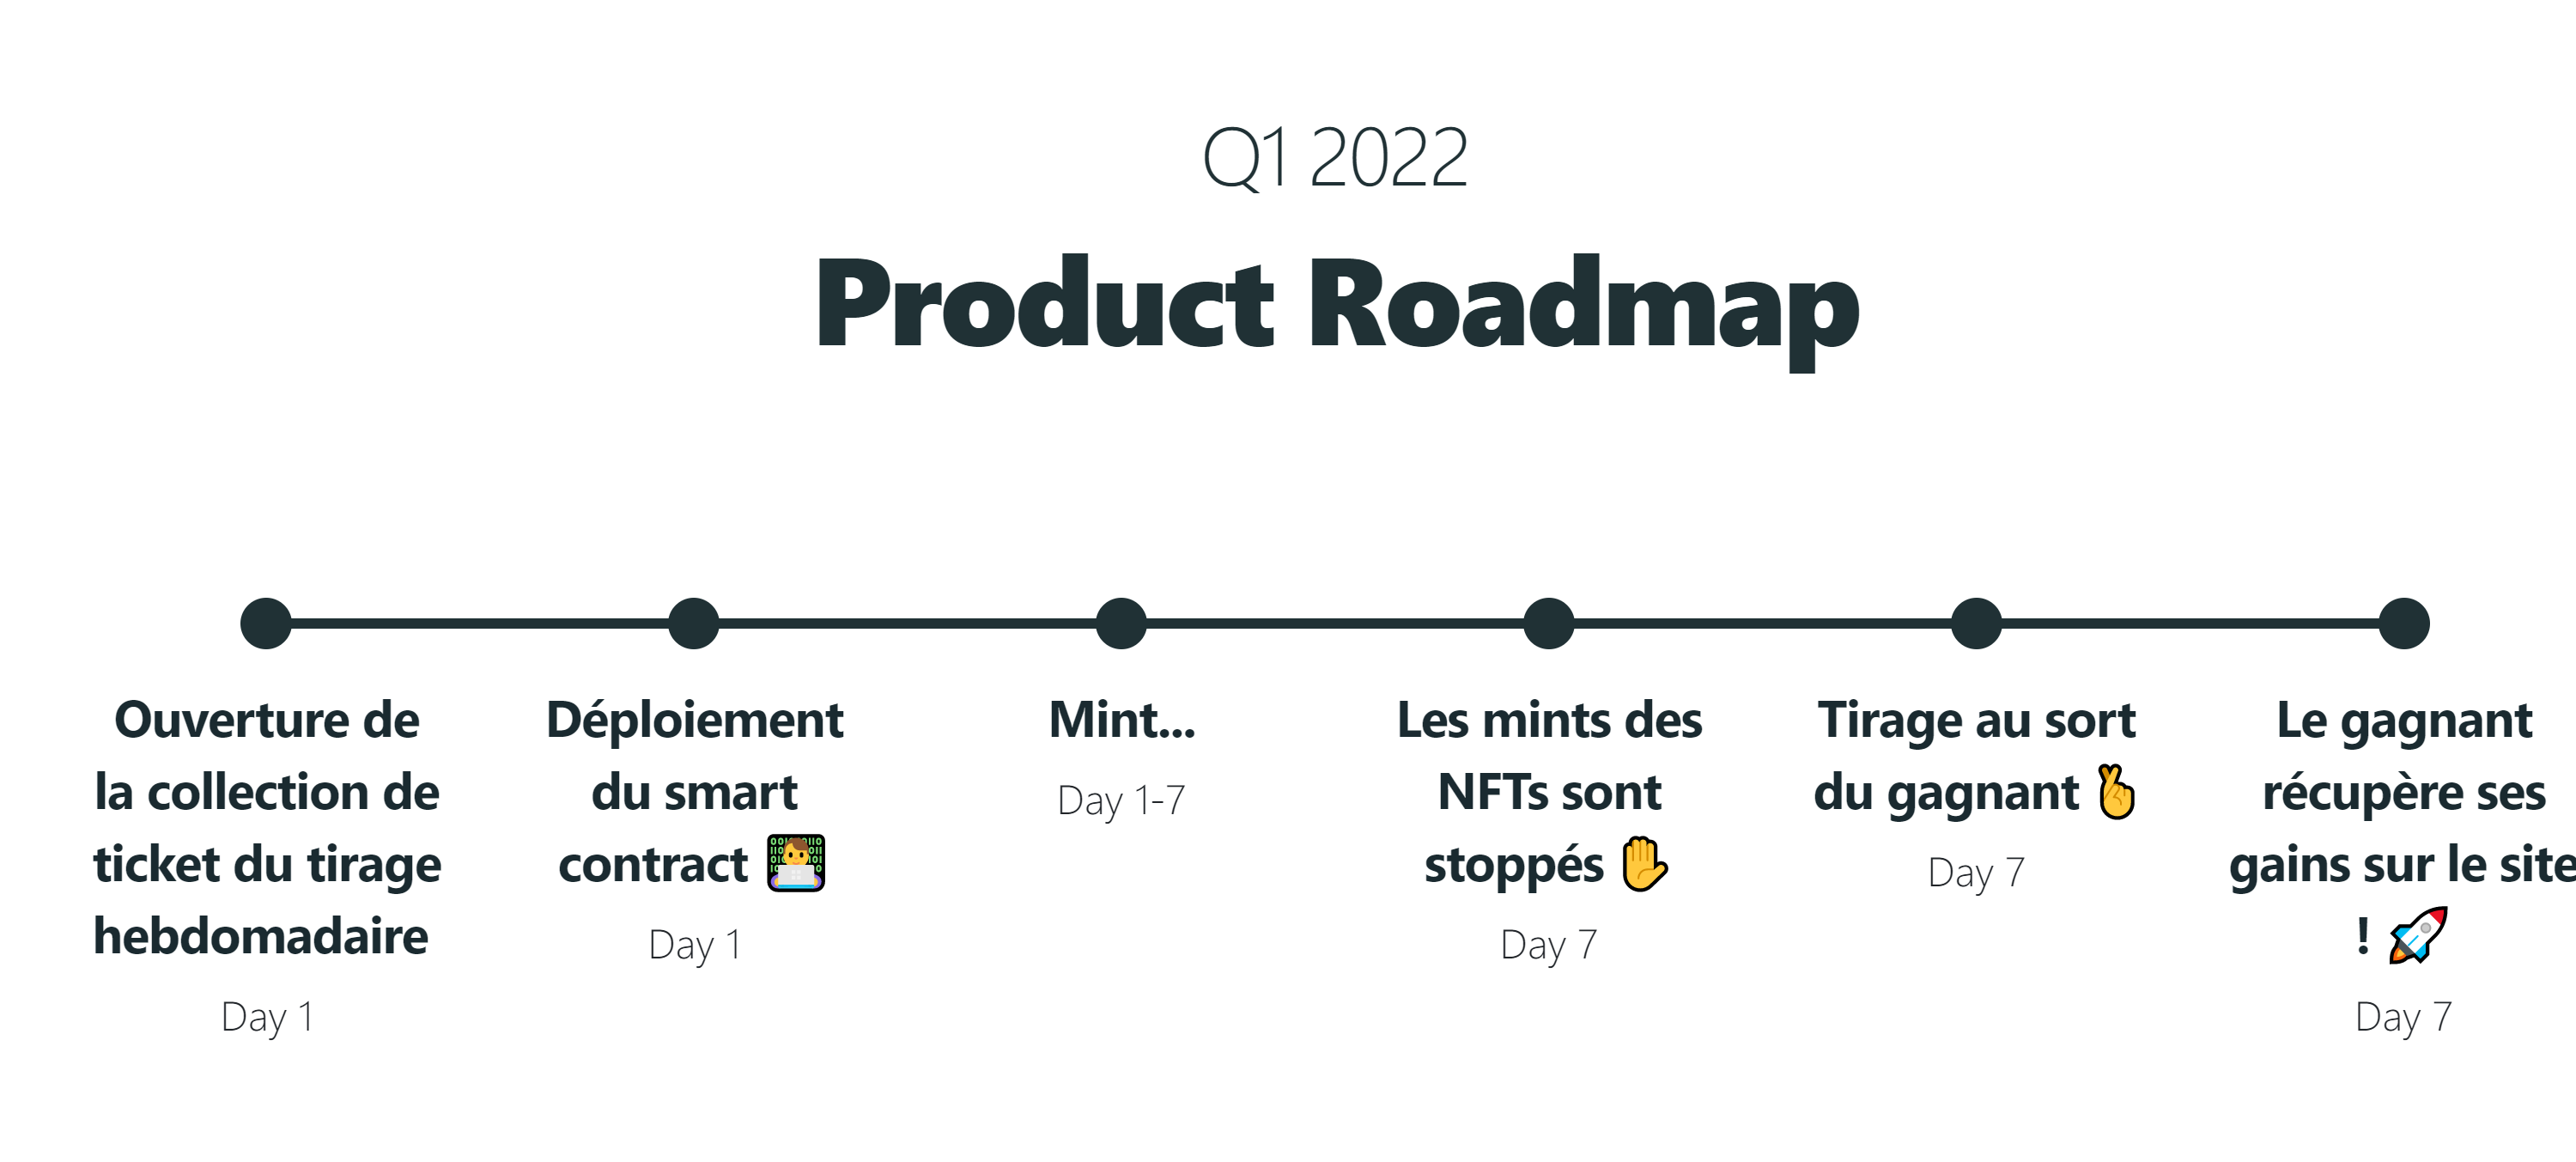 Q1 2022
Product Roadmap
Ouverture de
la collection de
ticket du tirage
hebdomadaire
Day 1
Déploiement
du smart
contract 👨‍💻
Day 1
Mint...
Day 1-7
Les mints des
NFTs sont
stoppés ✋
Day 7
Tirage au sort
du gagnant 🤞
Day 7
Le gagnant
récupère ses
gains sur le site
! 🚀
Day 7